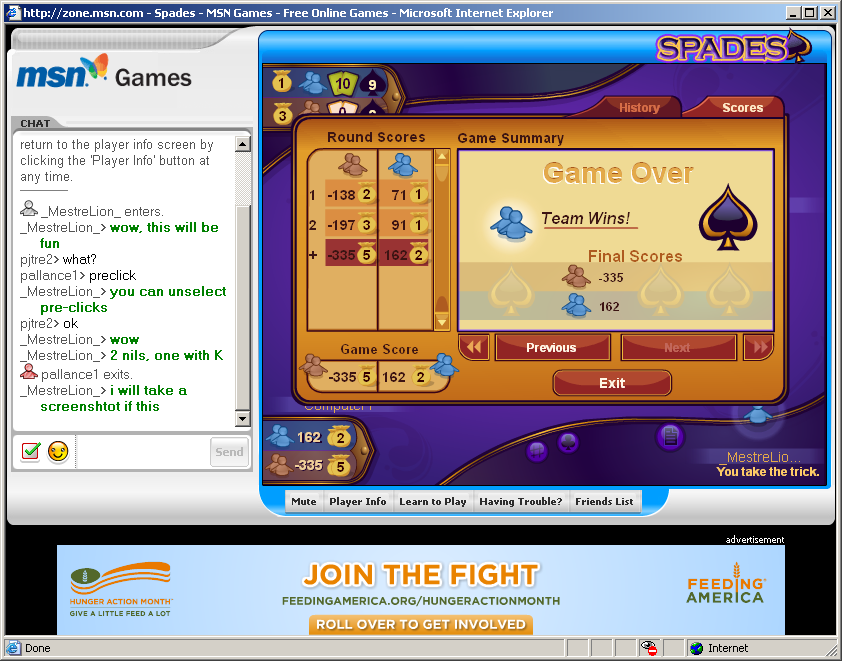 http://zone.msn.com - Spades - MSN Games - Free Online Games - Microsoft Internet Explorer
msn Games
SPADES
CHAT
return to the player info screen by
clicking the 'Player Info' button at
any time.
_MestreLion_ enters.
_MestreLion_> wow, this will be
fun
pjtre2> what?
pallance1> preclick
_MestreLion_> you can unselect
pre-clicks
pjtre2> ok
_MestreLion_> wow
_MestreLion_> 2 nils, one with K
pallance1 exits.
_MestreLion_> i will take a
screenshtot if this
Send
1 10 9
3 0
History Scores
Round Scores
1 -138 2 71 1
2 -197 3 91 1
+ -335 5 162 2
Game Score
-335 5 162 2
Game Summary
Game Over
Team Wins!
Final Scores
-335
162
Previous Next
Exit
162 2
-335 5
_MestreLio...
You take the trick.
Mute Player Info Learn to Play Having Trouble? Friends List
advertisement
HUNGER ACTION MONTH
GIVE A LITTLE FEED A LOT
JOIN THE FIGHT
FEEDINGAMERICA.ORG/HUNGERACTIONMONTH
ROLL OVER TO GET INVOLVED
FEEDING
AMERICA
Done Internet